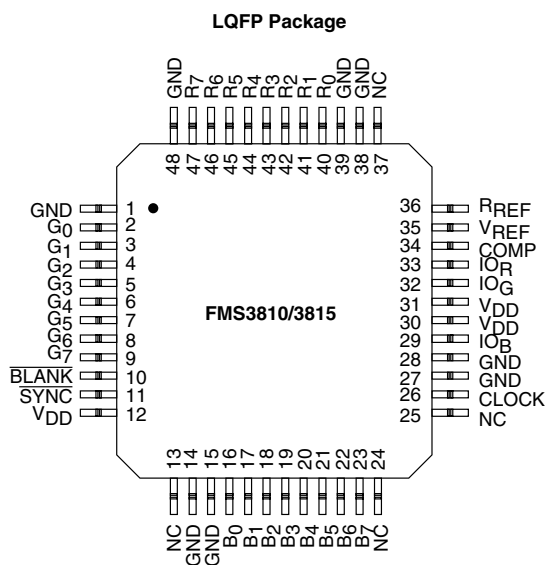 LQFP Package
GND R7 R6 R5 R4 R3 R2 R1 R0 GND GND NC
48 47 46 45 44 43 42 41 40 39 38 37
GND 1 36 RREF
G0 2 35 VREF
G1 3 34 COMP
G2 4 33 IOR
G3 5 32 IOG
G4 6 31 VDD
G5 7 FMS3810/3815 30 VDD
G6 8 29 IOB
G7 9 28 GND
BLANK 10 27 GND
SYNC 11 26 CLOCK
VDD 12 25 NC
13 14 15 16 17 18 19 20 21 22 23 24
NC GND GND B0 B1 B2 B3 B4 B5 B6 B7 NC